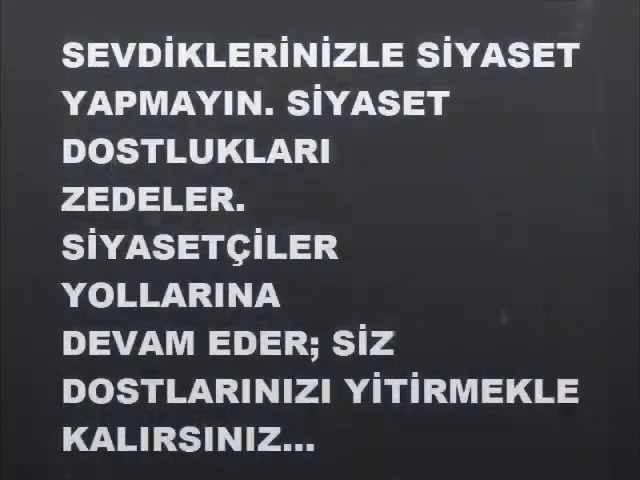 SEVDİKLERİNİZLE SİYASET
YAPMAYIN. SİYASET
DOSTLUKLARI
ZEDELER.
SİYASETÇİLER
YOLLARINA
DEVAM EDER; SİZ
DOSTLARINIZI YİTİRMEKLE
KALIRSINIZ...